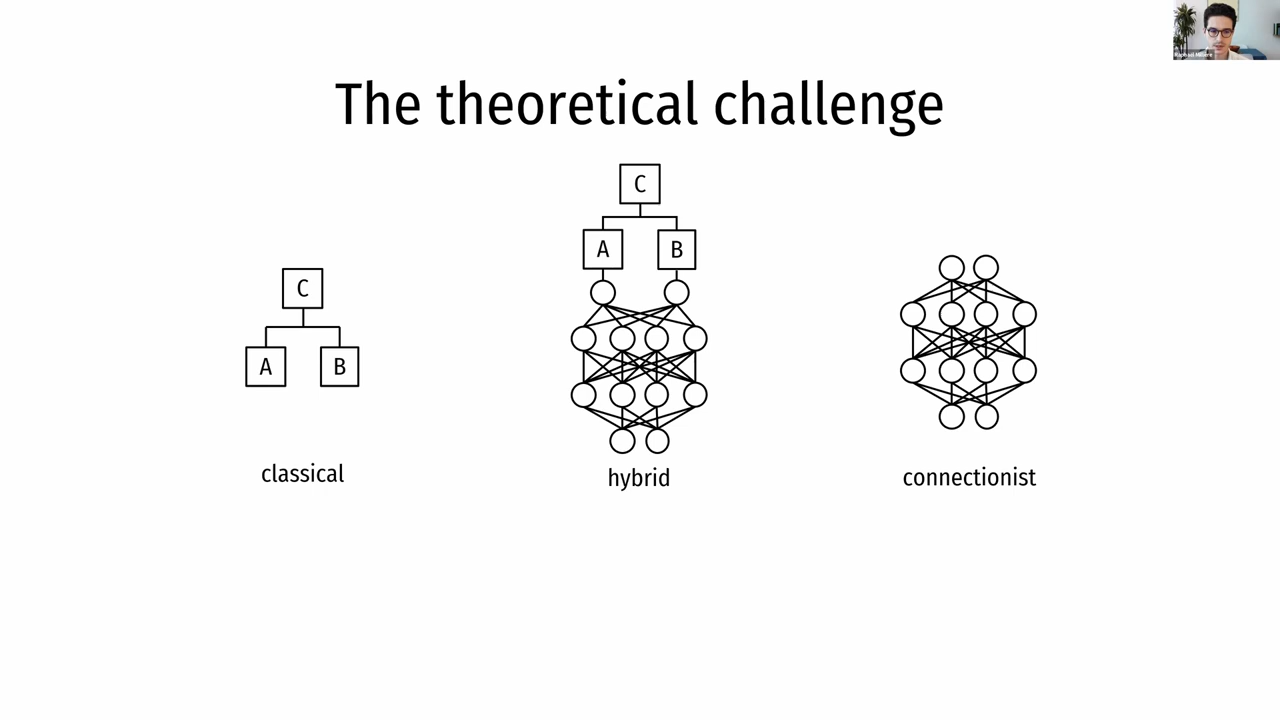 The theoretical challenge
C
A B
C
A B
classical
hybrid
connectionist